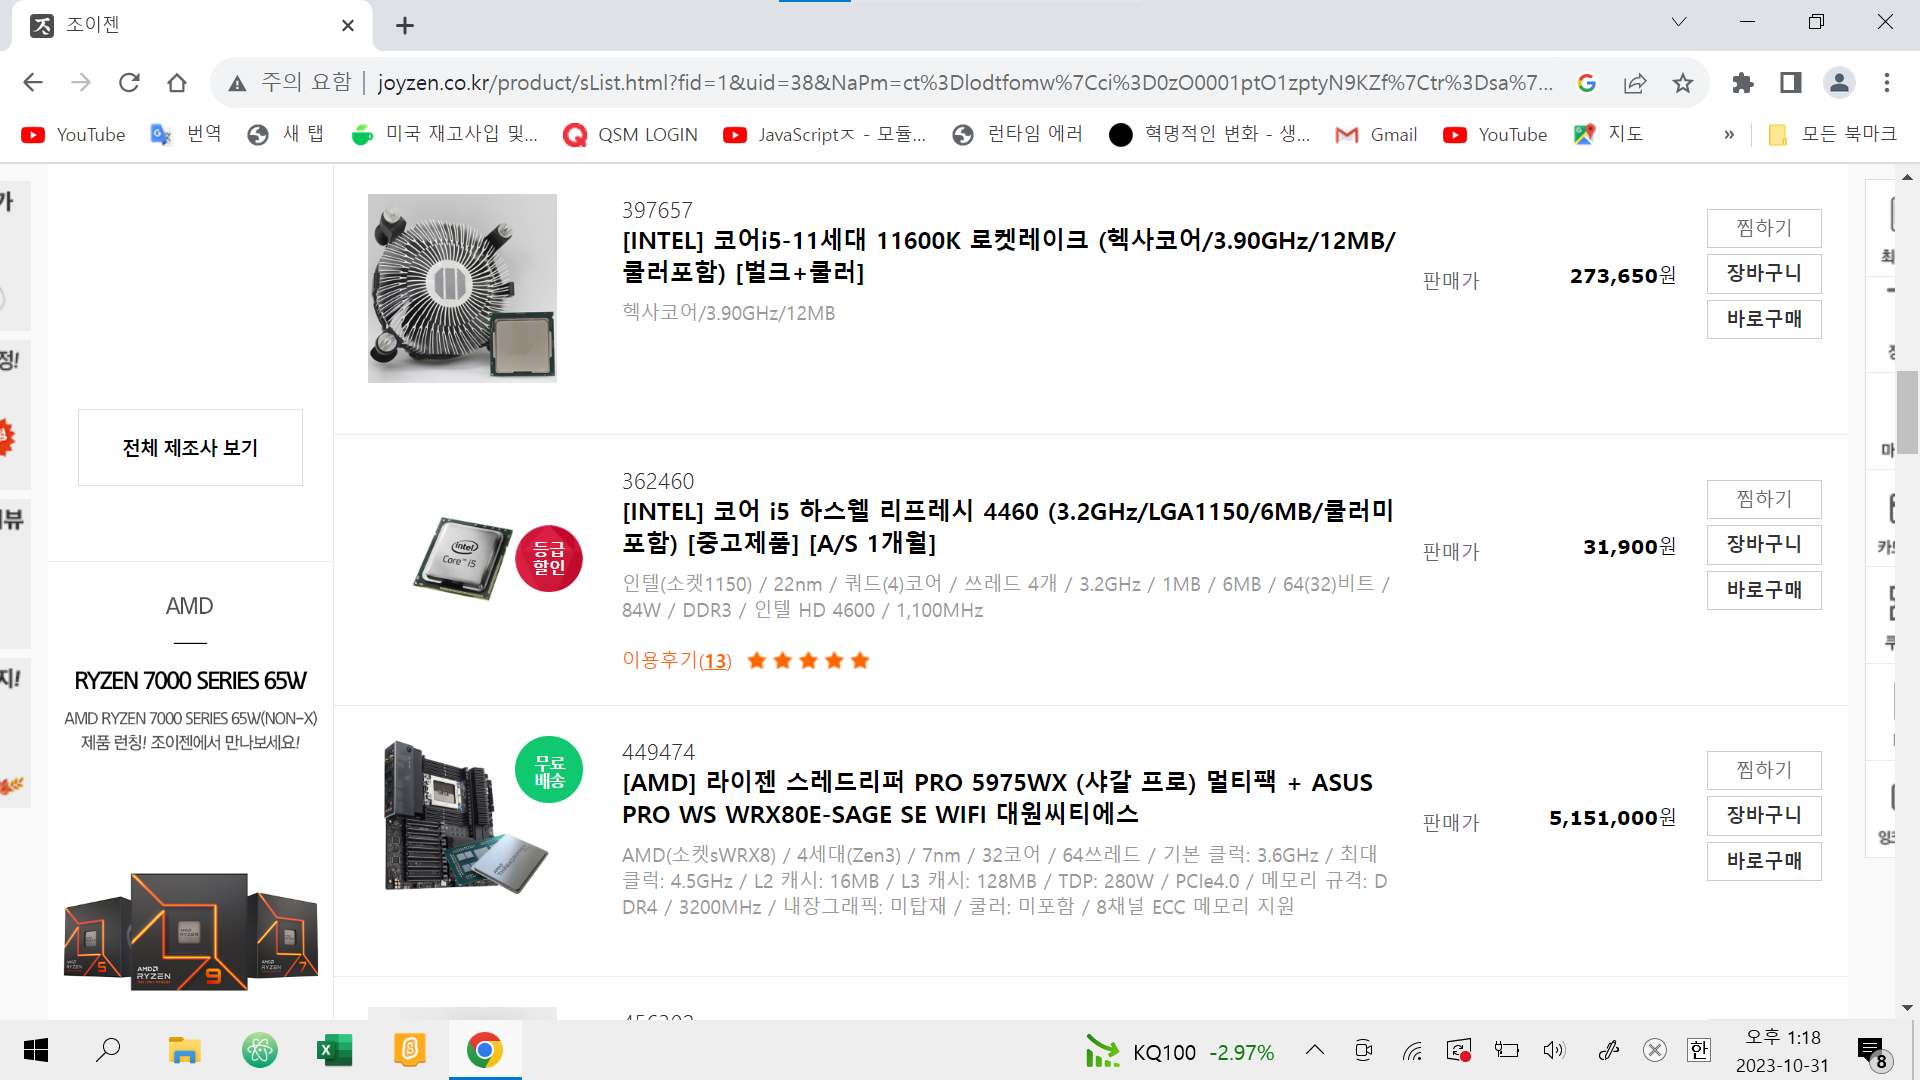 조이젠
주의 요함
joyzen.co.kr/product/sList.html?fid=1&uid=38&NaPm=ct%3Dlodtfomw%7Cci%3D0zO0001ptO1zptyN9KZf%7Ctr%3Dsa%7...
YouTube
번역
새 탭
미국 재고사입 및...
QSM LOGIN
JavaScriptㅈ - 모듈...
런타임 에러
혁명적인 변화 - 생...
Gmail
YouTube
지도
»
모든 북마크
가
정!
뷰
지!
전체 제조사 보기
AMD
RYZEN 7000 SERIES 65W
AMD RYZEN 7000 SERIES 65W(NON-X)
제품 런칭! 조이젠에서 만나보세요!
AMD
RYZEN
5
9
7
397657
[INTEL] 코어i5-11세대 11600K 로켓레이크 (헥사코어/3.90GHz/12MB/
쿨러포함) [벌크+쿨러]
헥사코어/3.90GHz/12MB
판매가
273,650원
찜하기
장바구니
바로구매
intel
Core™ i5
등급
할인
362460
[INTEL] 코어 i5 하스웰 리프레시 4460 (3.2GHz/LGA1150/6MB/쿨러미
포함) [중고제품] [A/S 1개월]
인텔(소켓1150) / 22nm / 쿼드(4)코어 / 쓰레드 4개 / 3.2GHz / 1MB / 6MB / 64(32)비트 /
84W / DDR3 / 인텔 HD 4600 / 1,100MHz
이용후기(13)
판매가
31,900원
찜하기
장바구니
바로구매
무료
배송
449474
[AMD] 라이젠 스레드리퍼 PRO 5975WX (샤갈 프로) 멀티팩 + ASUS
PRO WS WRX80E-SAGE SE WIFI 대원씨티에스
AMD(소켓sWRX8) / 4세대(Zen3) / 7nm / 32코어 / 64쓰레드 / 기본 클럭: 3.6GHz / 최대
클럭: 4.5GHz / L2 캐시: 16MB / L3 캐시: 128MB / TDP: 280W / PCIe4.0 / 메모리 규격: D
DR4 / 3200MHz / 내장그래픽: 미탑재 / 쿨러: 미포함 / 8채널 ECC 메모리 지원
판매가
5,151,000원
찜하기
장바구니
바로구매
KQ100 -2.97%
한
오후 1:18
2023-10-31
8